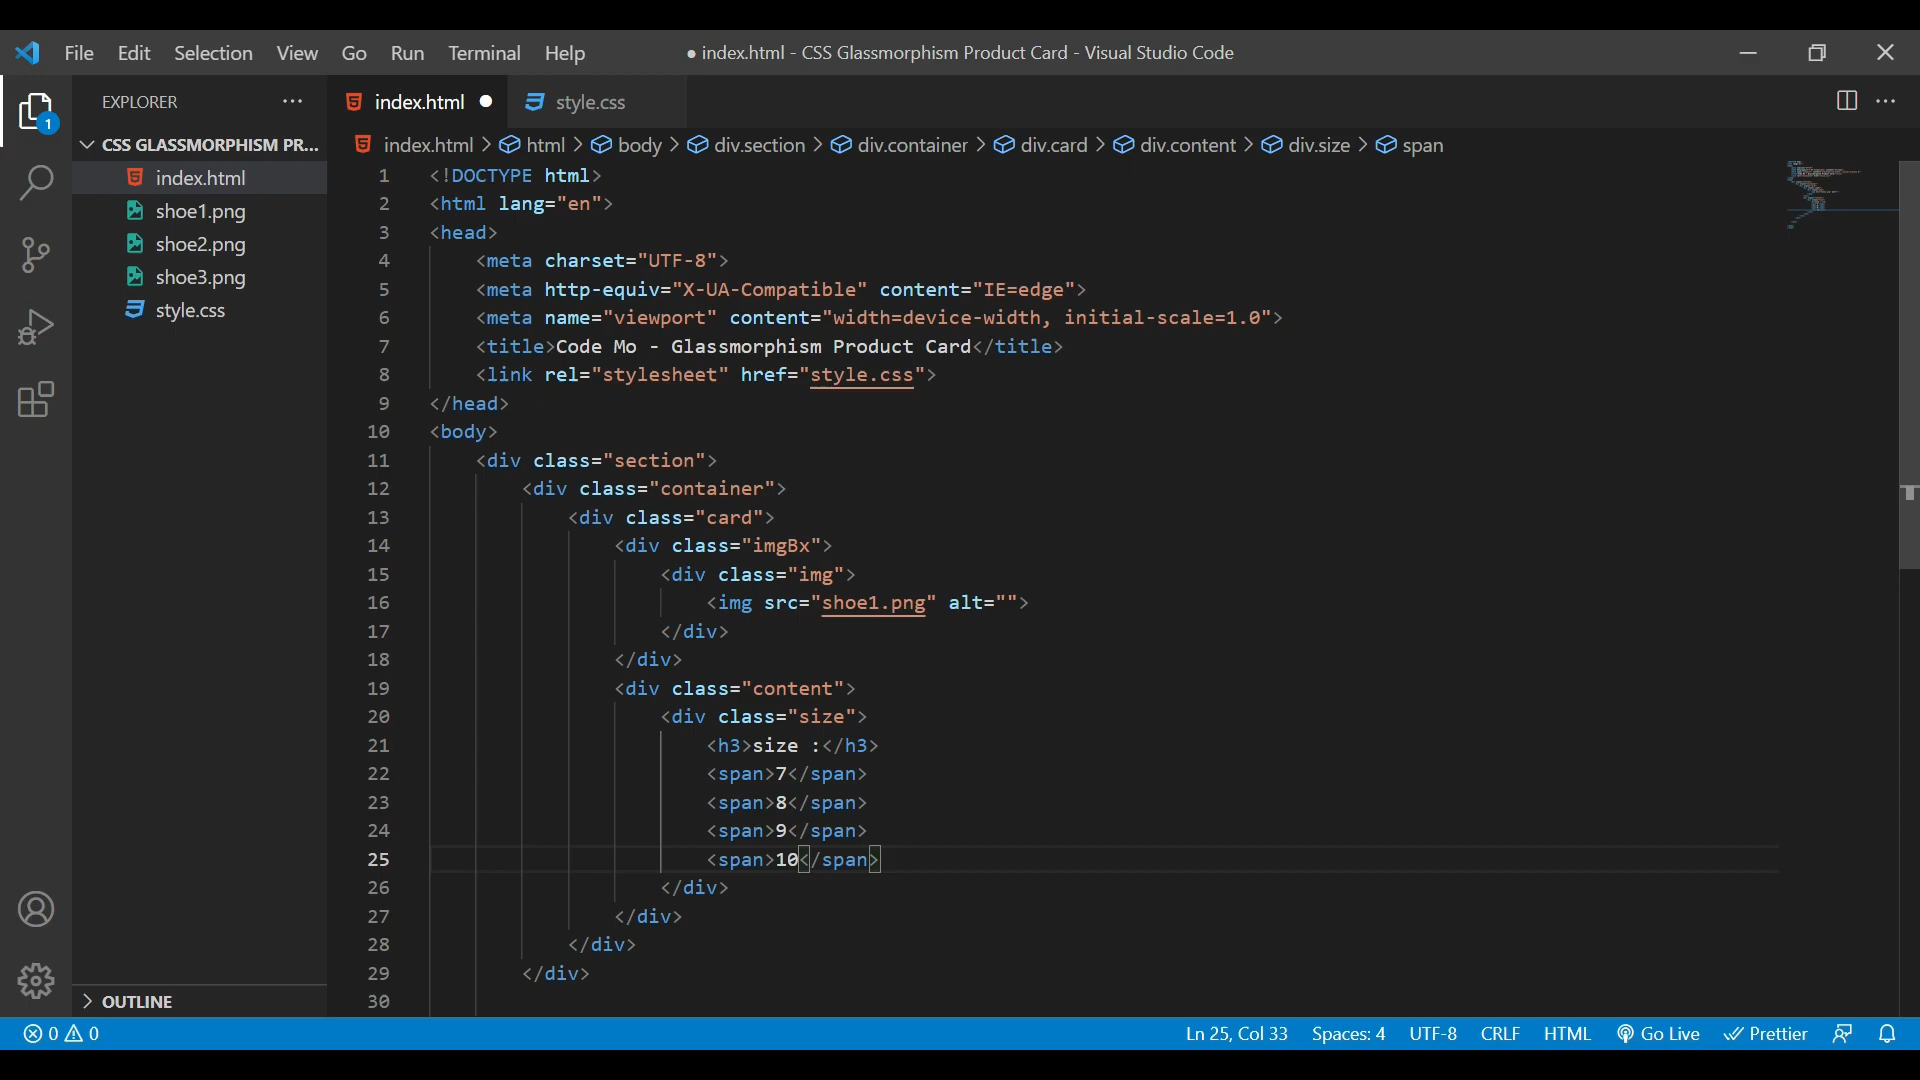 File Edit Selection View Go Run Terminal Help ● index.html - CSS Glassmorphism Product Card - Visual Studio Code
EXPLORER ··· index.html ● style.css ···
CSS GLASSMORPHISM PR...
index.html > html > body > div.section > div.container > div.card > div.content > div.size > span
1
index.html
shoe1.png
shoe2.png
shoe3.png
style.css
1 <!DOCTYPE html>
2 <html lang="en">
3 <head>
4 <meta charset="UTF-8">
5 <meta http-equiv="X-UA-Compatible" content="IE=edge">
6 <meta name="viewport" content="width=device-width, initial-scale=1.0">
7 <title>Code Mo - Glassmorphism Product Card</title>
8 <link rel="stylesheet" href="style.css">
9 </head>
10 <body>
11 <div class="section">
12 <div class="container">
13 <div class="card">
14 <div class="imgBx">
15 <div class="img">
16 <img src="shoe1.png" alt="">
17 </div>
18 </div>
19 <div class="content">
20 <div class="size">
21 <h3>size :</h3>
22 <span>7</span>
23 <span>8</span>
24 <span>9</span>
25 <span>10</span>
26 </div>
27 </div>
28 </div>
29 </div>
30
OUTLINE
0 0 Ln 25, Col 33 Spaces: 4 UTF-8 CRLF HTML Go Live Prettier